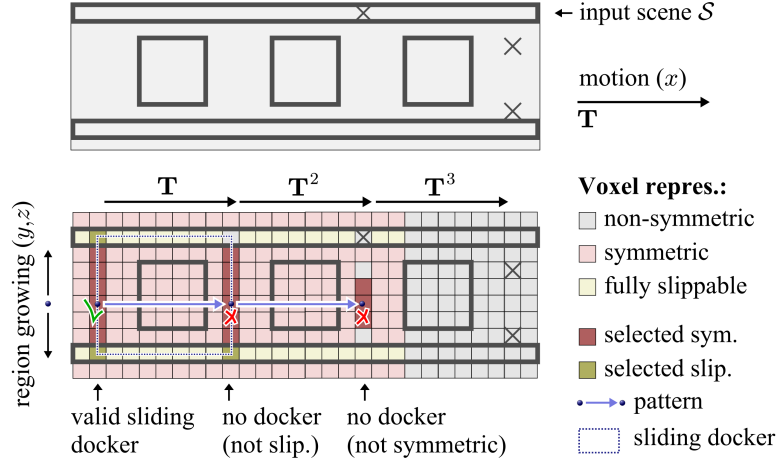 input scene 𝒮
motion (x)
T
T T² T³
region growing (y,z)
Voxel repres.:
non-symmetric
symmetric
fully slippable
selected sym.
selected slip.
pattern
sliding docker
valid sliding
docker
no docker
(not slip.)
no docker
(not symmetric)